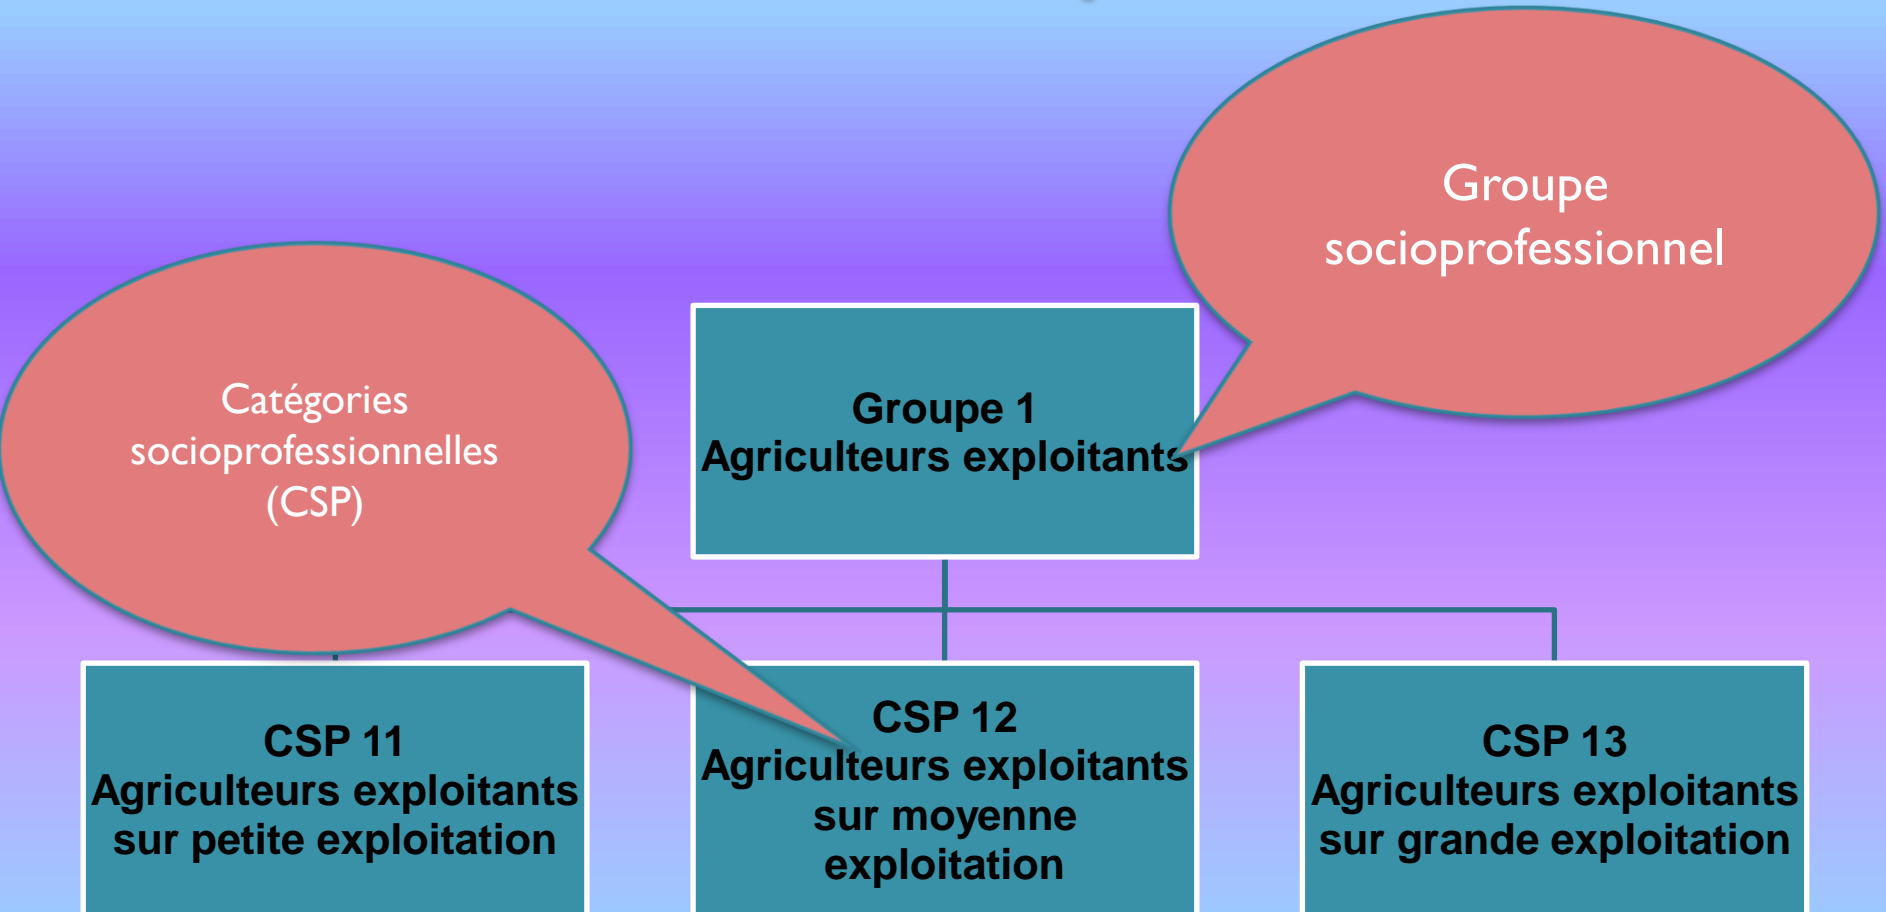 Groupe
socioprofessionnel
Catégories
socioprofessionnelles
(CSP)
Groupe 1
Agriculteurs exploitants
CSP 11
Agriculteurs exploitants
sur petite exploitation
CSP 12
Agriculteurs exploitants
sur moyenne
exploitation
CSP 13
Agriculteurs exploitants
sur grande exploitation